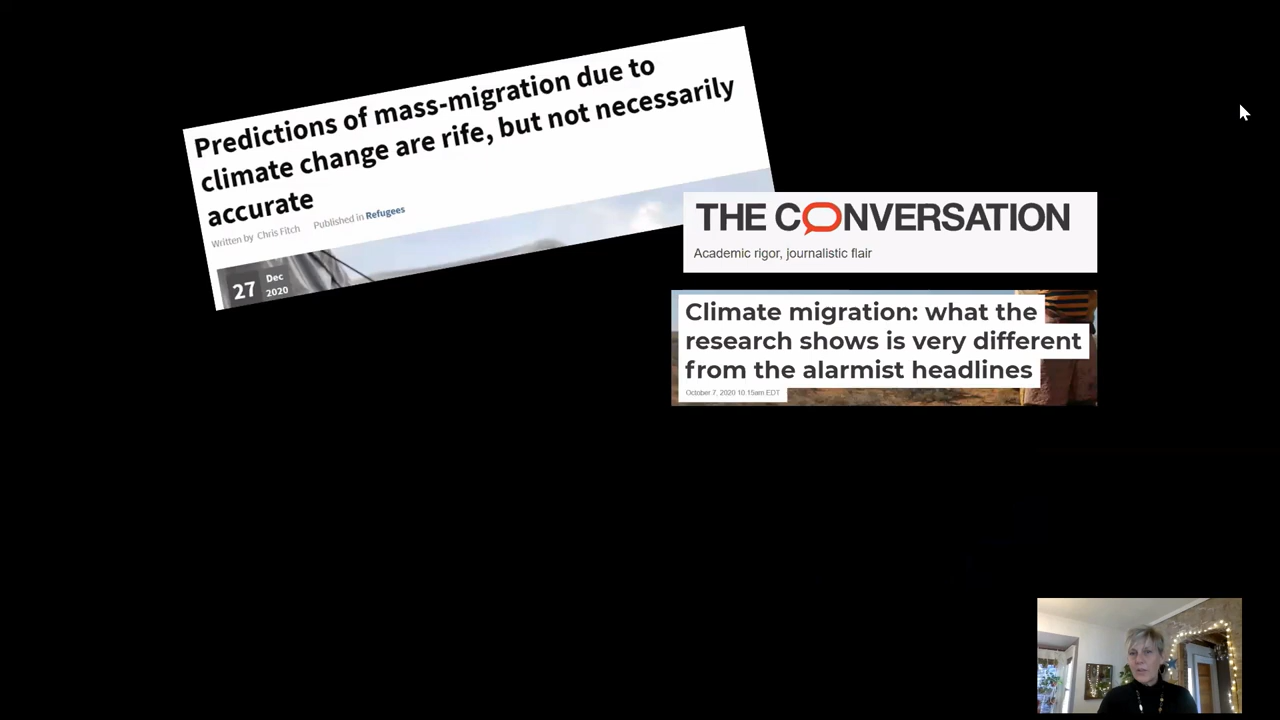 Predictions of mass-migration due to
climate change are rife, but not necessarily
accurate
Written by Chris Fitch Published in Refugees
27 Dec
2020
THE CONVERSATION
Academic rigor, journalistic flair
Climate migration: what the
research shows is very different
from the alarmist headlines
October 7, 2020 10.15am EDT